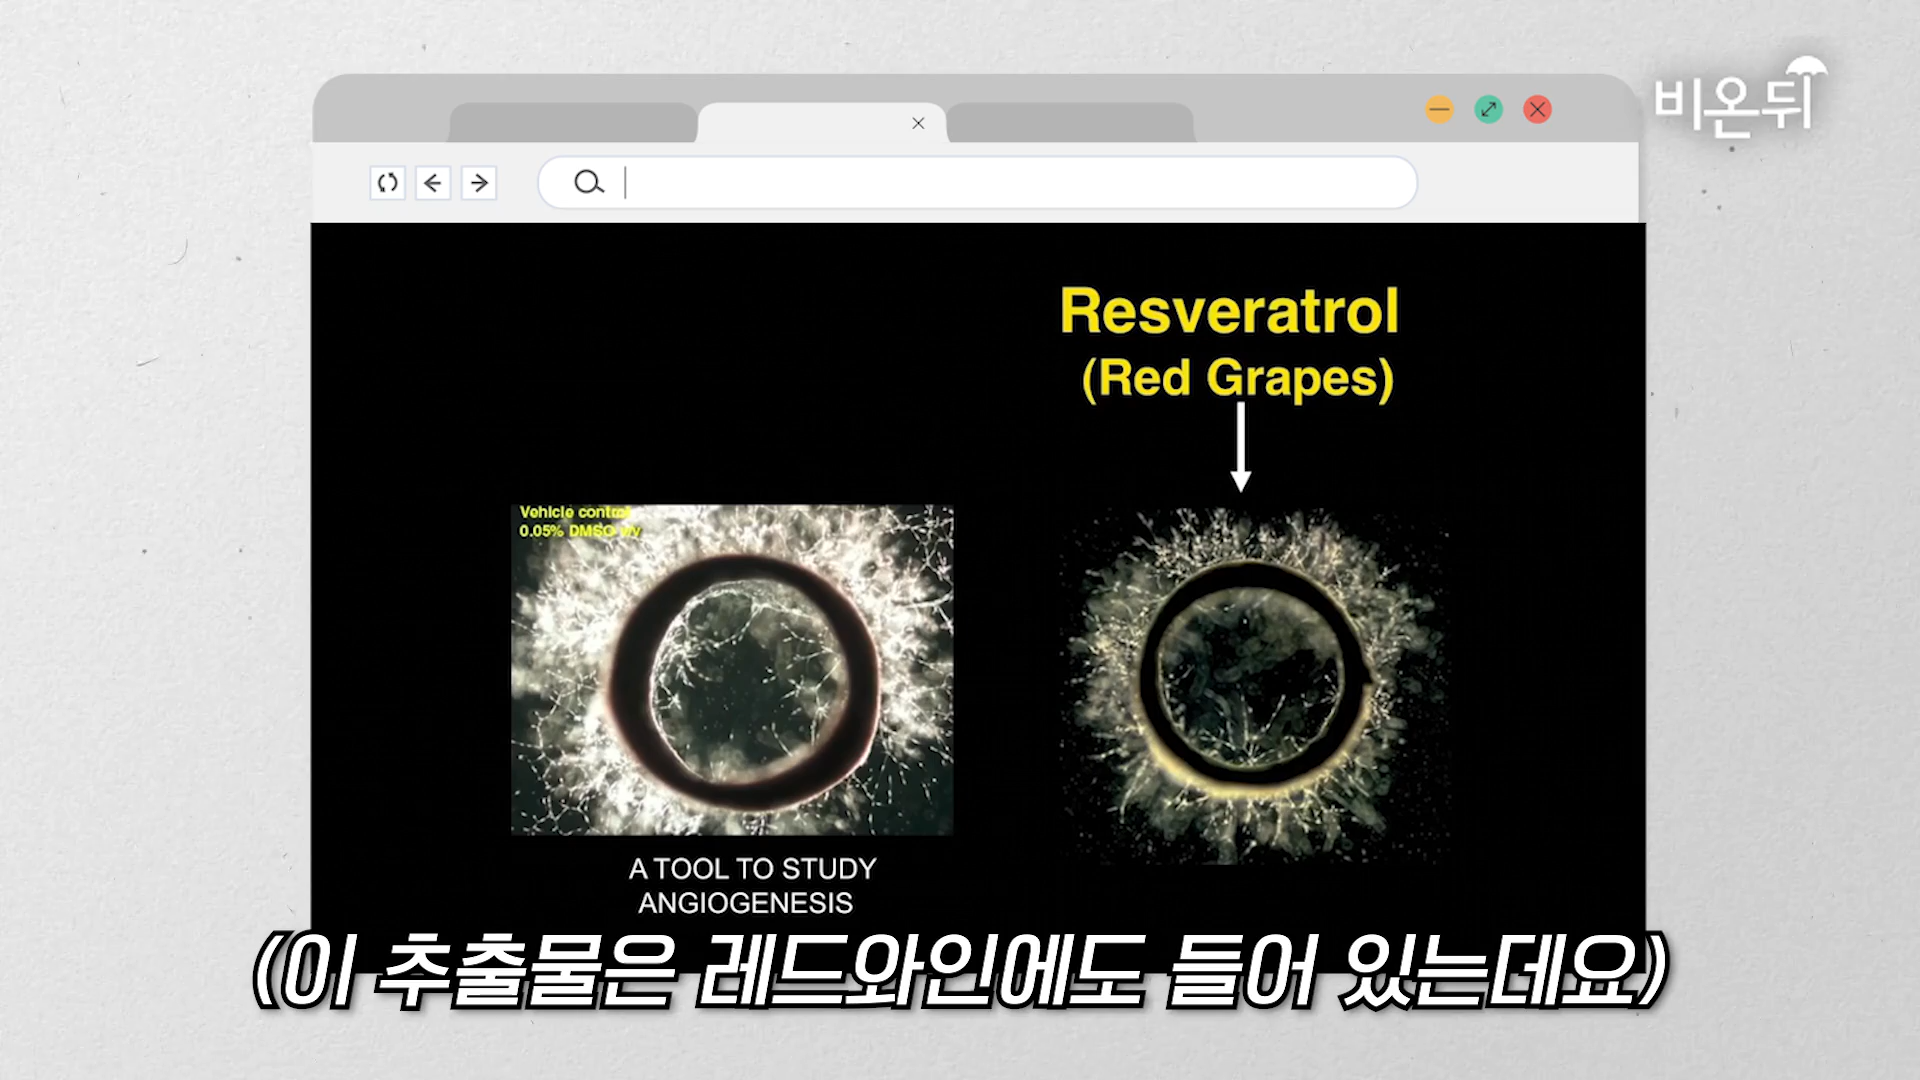 비온뒤
Resveratrol
(Red Grapes)
Vehicle control
0.05% DMSO v/v
A TOOL TO STUDY
ANGIOGENESIS
(이 추출물은 레드와인에도 들어 있는데요)